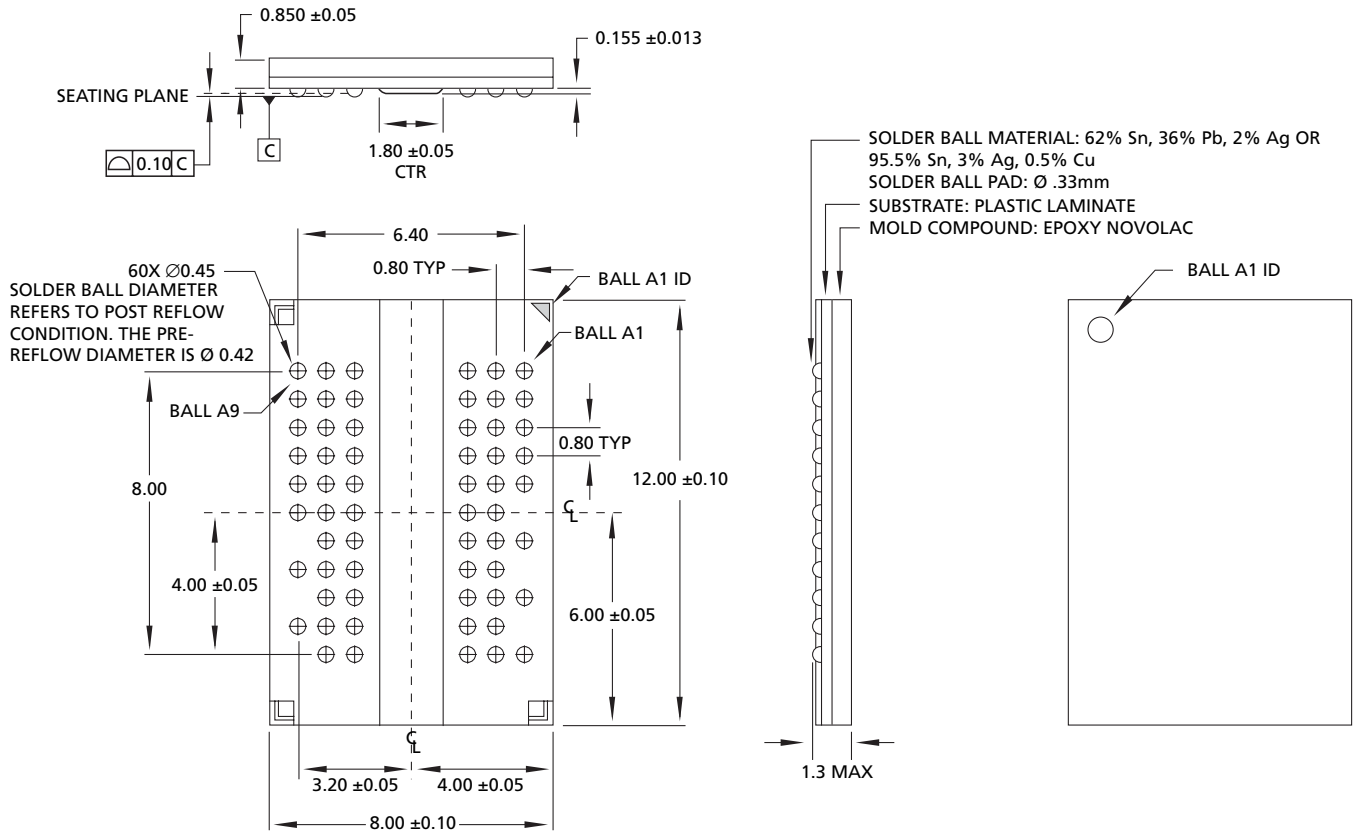 0.850 ±0.05
0.155 ±0.013
SEATING PLANE
0.10 C
C
1.80 ±0.05
CTR
SOLDER BALL MATERIAL: 62% Sn, 36% Pb, 2% Ag OR
95.5% Sn, 3% Ag, 0.5% Cu
SOLDER BALL PAD: Ø .33mm
SUBSTRATE: PLASTIC LAMINATE
MOLD COMPOUND: EPOXY NOVOLAC
6.40
0.80 TYP
60X Ø0.45
SOLDER BALL DIAMETER
REFERS TO POST REFLOW
CONDITION. THE PRE-
REFLOW DIAMETER IS Ø 0.42
BALL A1 ID
BALL A1 ID
BALL A1
BALL A9
0.80 TYP
8.00
12.00 ±0.10
CL
4.00 ±0.05
6.00 ±0.05
CL
1.3 MAX
3.20 ±0.05
4.00 ±0.05
8.00 ±0.10